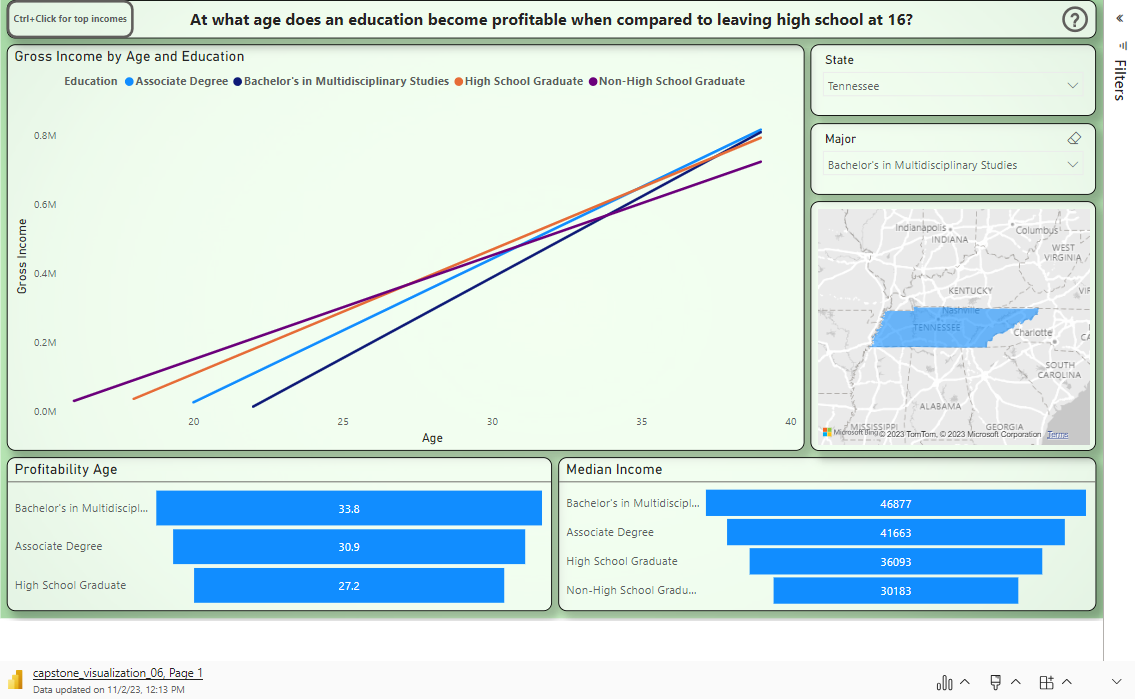 Ctrl+Click for top incomes
At what age does an education become profitable when compared to leaving high school at 16?
?
Gross Income by Age and Education
Education Associate Degree Bachelor's in Multidisciplinary Studies High School Graduate Non-High School Graduate
0.8M
0.6M
0.4M
0.2M
0.0M
Gross Income
20 25 30 35 40
Age
State
Tennessee
Major
Bachelor's in Multidisciplinary Studies
Indianapolis
Columbus
INDIANA
WEST
VIRGINIA
KENTUCKY
VIR
Nashville
TENNESSEE
Charlotte
CA
SOUTH
CAROLINA
ALABAMA
MISSISSIPPI
GEORGIA
Microsoft Bing © 2023 TomTom, © 2023 Microsoft Corporation Terms
Filters
Profitability Age
Bachelor's in Multidiscipl... 33.8
Associate Degree 30.9
High School Graduate 27.2
Median Income
Bachelor's in Multidiscipl... 46877
Associate Degree 41663
High School Graduate 36093
Non-High School Gradu... 30183
capstone_visualization_06, Page 1
Data updated on 11/2/23, 12:13 PM